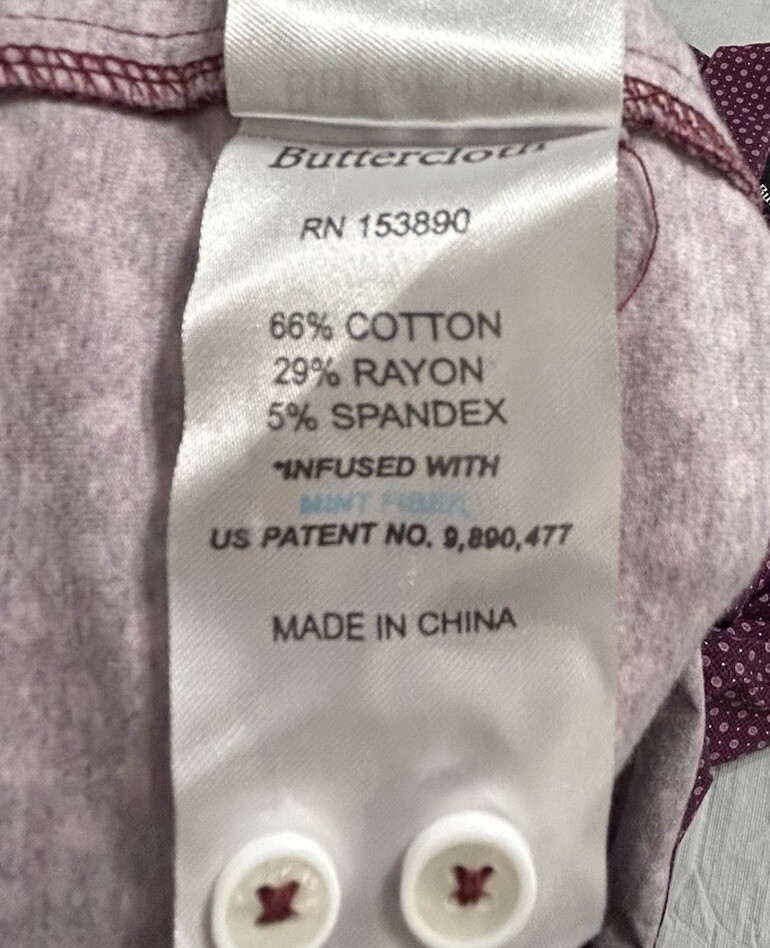 Buttercloth
RN 153890
66% COTTON
29% RAYON
5% SPANDEX
*INFUSED WITH
MINT FIBER
US PATENT NO. 9,890,477
MADE IN CHINA